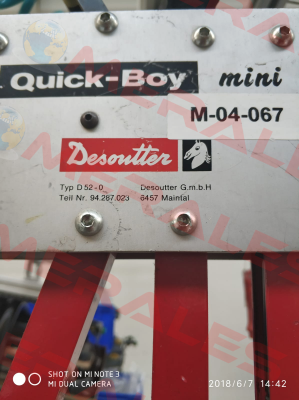 Quick-Boy mini
M-04-067
Desoutter
Typ D 52-0 Desoutter G.m.b.H
Teil Nr. 94.287.023 6457 Maintal
SHOT ON MI NOTE 3
MI DUAL CAMERA
2018/6/7 14:42